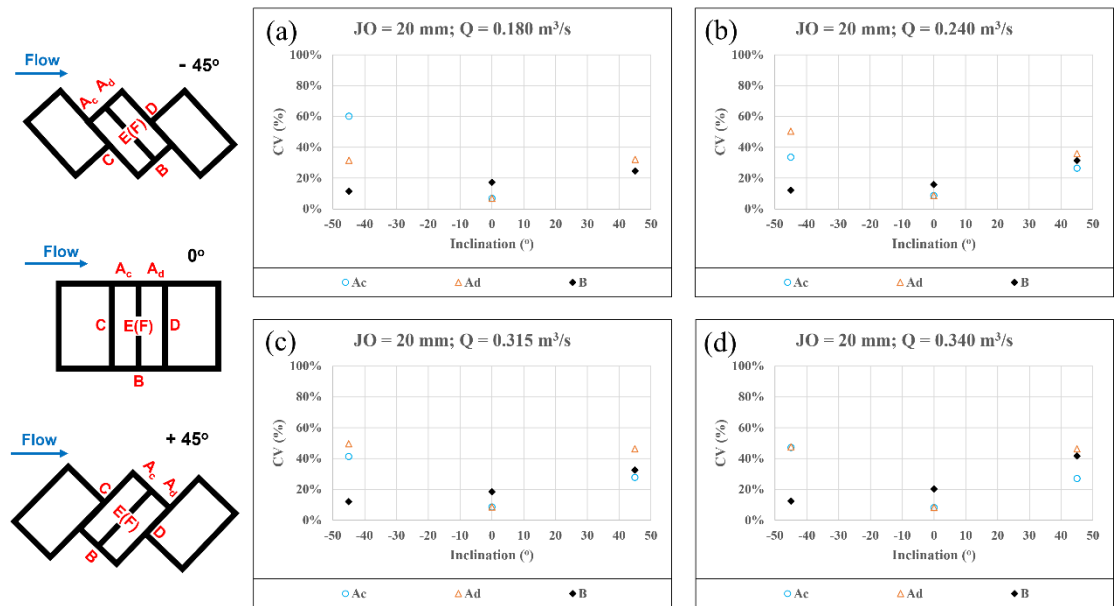 Flow
- 45°
Ac
Ad
D
E(F)
C
B
Flow
0°
Ac
Ad
C
E(F)
D
B
Flow
+ 45°
Ac
Ad
C
E(F)
D
B
(a)
JO = 20 mm; Q = 0.180 m³/s
CV (%)
100%
80%
60%
40%
20%
0%
-50 -40 -30 -20 -10 0 10 20 30 40 50
Inclination (°)
Ac Ad B
(b)
JO = 20 mm; Q = 0.240 m³/s
CV (%)
100%
80%
60%
40%
20%
0%
-50 -40 -30 -20 -10 0 10 20 30 40 50
Inclination (°)
Ac Ad B
(c)
JO = 20 mm; Q = 0.315 m³/s
CV (%)
100%
80%
60%
40%
20%
0%
-50 -40 -30 -20 -10 0 10 20 30 40 50
Inclination (°)
Ac Ad B
(d)
JO = 20 mm; Q = 0.340 m³/s
CV (%)
100%
80%
60%
40%
20%
0%
-50 -40 -30 -20 -10 0 10 20 30 40 50
Inclination (°)
Ac Ad B